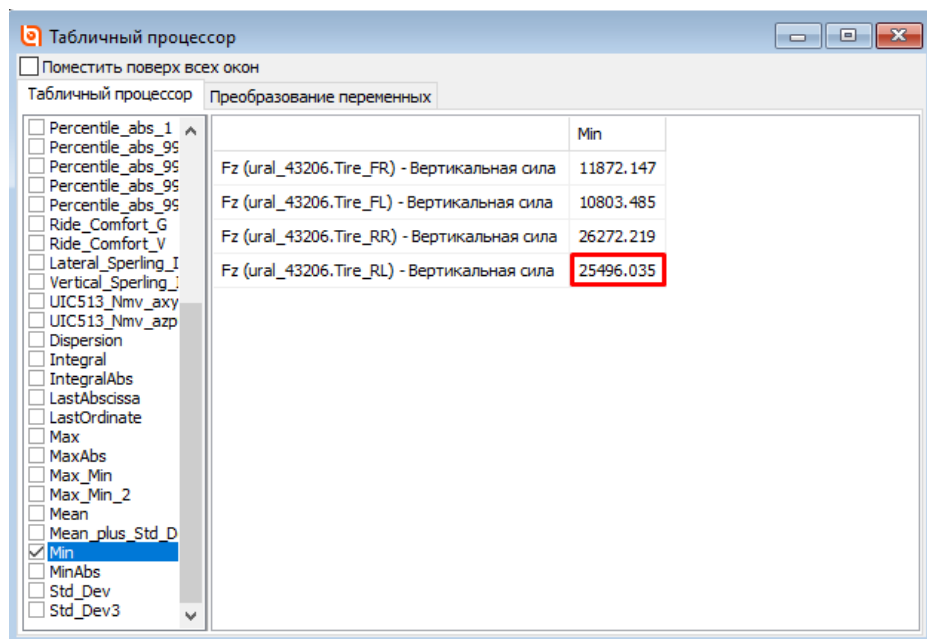 Табличный процессор
Поместить поверх всех окон
Табличный процессор Преобразование переменных
Percentile_abs_1
Percentile_abs_99
Percentile_abs_99
Percentile_abs_99
Percentile_abs_99
Ride_Comfort_G
Ride_Comfort_V
Lateral_Sperling_I
Vertical_Sperling_I
UIC513_Nmv_axy
UIC513_Nmv_azp
Dispersion
Integral
IntegralAbs
LastAbscissa
LastOrdinate
Max
MaxAbs
Max_Min
Max_Min_2
Mean
Mean_plus_Std_D
Min
MinAbs
Std_Dev
Std_Dev3
Min
Fz (ural_43206.Tire_FR) - Вертикальная сила 11872.147
Fz (ural_43206.Tire_FL) - Вертикальная сила 10803.485
Fz (ural_43206.Tire_RR) - Вертикальная сила 26272.219
Fz (ural_43206.Tire_RL) - Вертикальная сила 25496.035